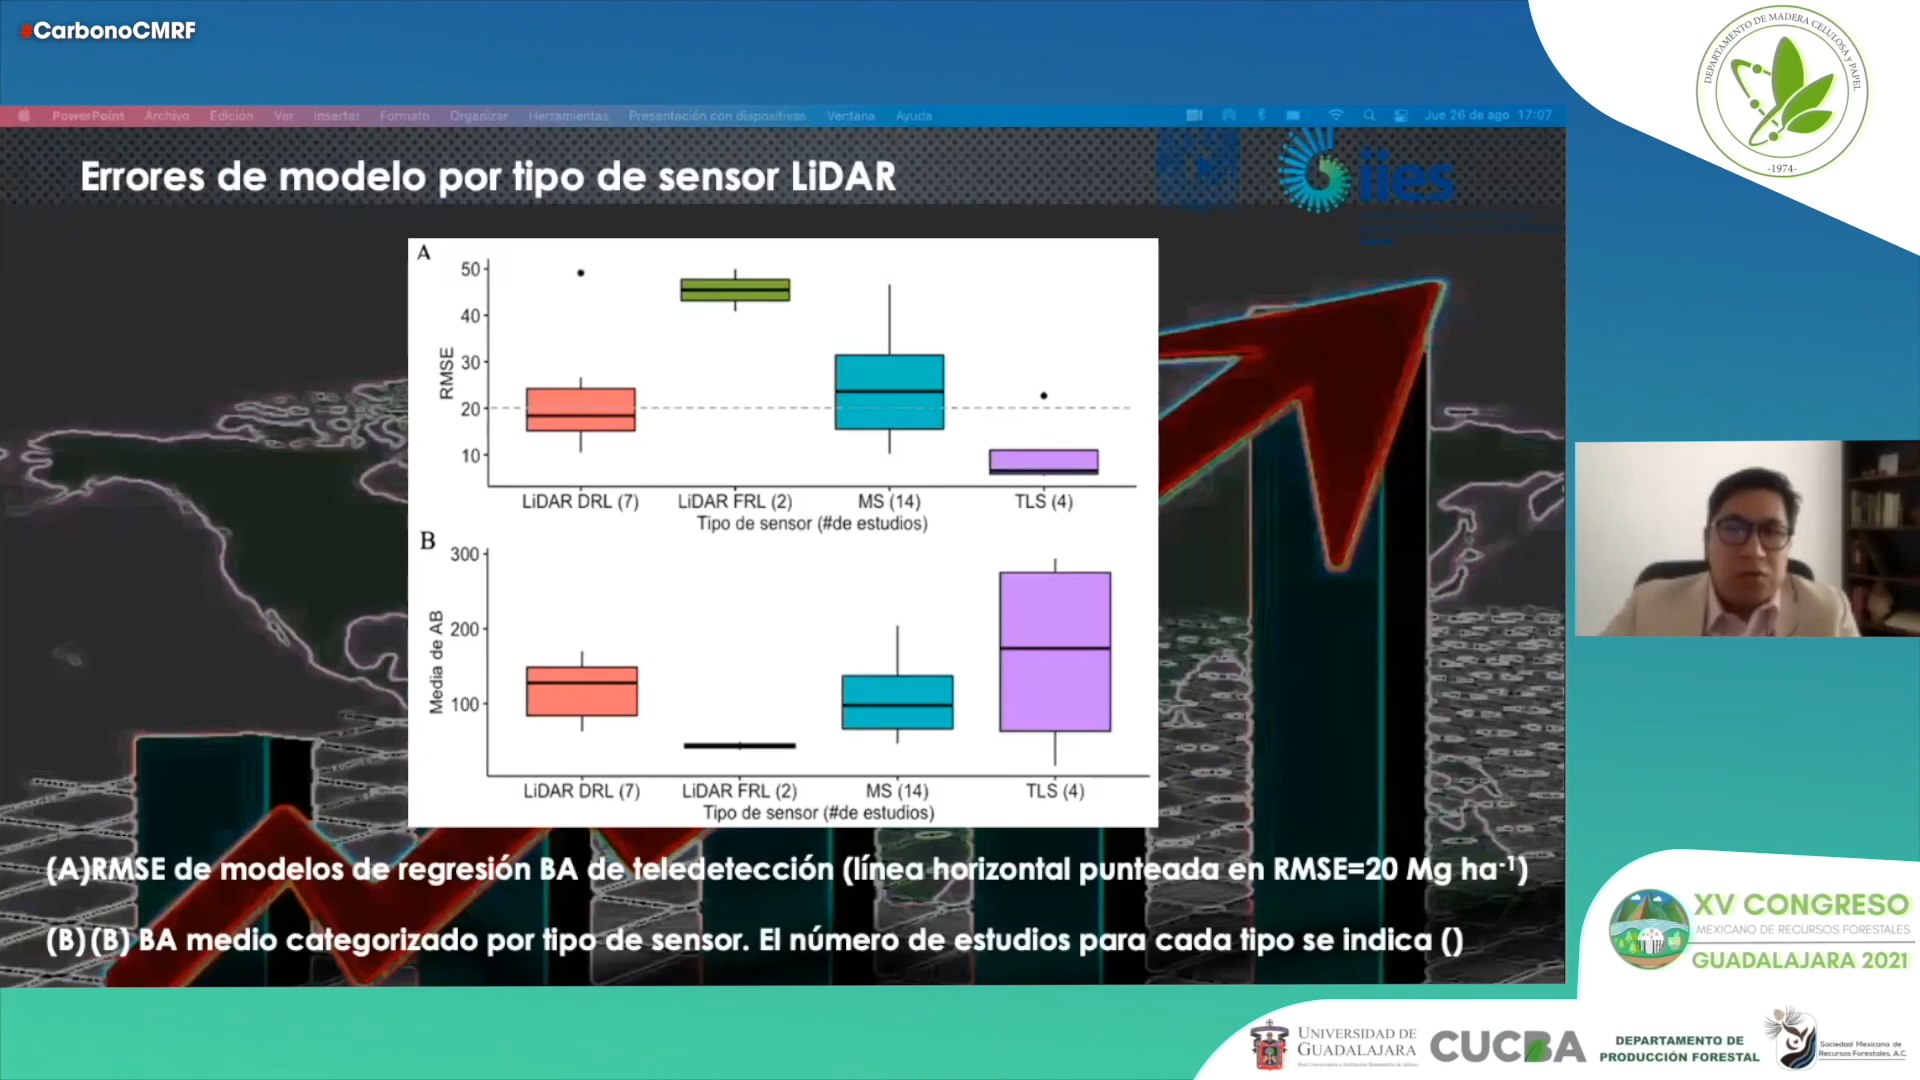 #CarbonoCMRF
PowerPoint Archivo Edición Ver Insertar Formato Organizar Herramientas Presentación con diapositivas Ventana Ayuda Jue 26 de ago 17:07
Errores de modelo por tipo de sensor LiDAR
iies
A
RMSE
50
40
30
20
10
LiDAR DRL (7) LiDAR FRL (2) MS (14) TLS (4)
Tipo de sensor (#de estudios)
B
Media de AB
300
200
100
LiDAR DRL (7) LiDAR FRL (2) MS (14) TLS (4)
Tipo de sensor (#de estudios)
(A)RMSE de modelos de regresión BA de teledetección (línea horizontal punteada en RMSE=20 Mg ha-1)
(B)(B) BA medio categorizado por tipo de sensor. El número de estudios para cada tipo se indica ()
DEPARTAMENTO DE MADERA CELULOSA Y PAPEL
-1974-
XV CONGRESO
MEXICANO DE RECURSOS FORESTALES
GUADALAJARA 2021
UNIVERSIDAD DE
GUADALAJARA
CUCBA
DEPARTAMENTO DE
PRODUCCIÓN FORESTAL
Sociedad Mexicana de
Recursos Forestales, A.C.